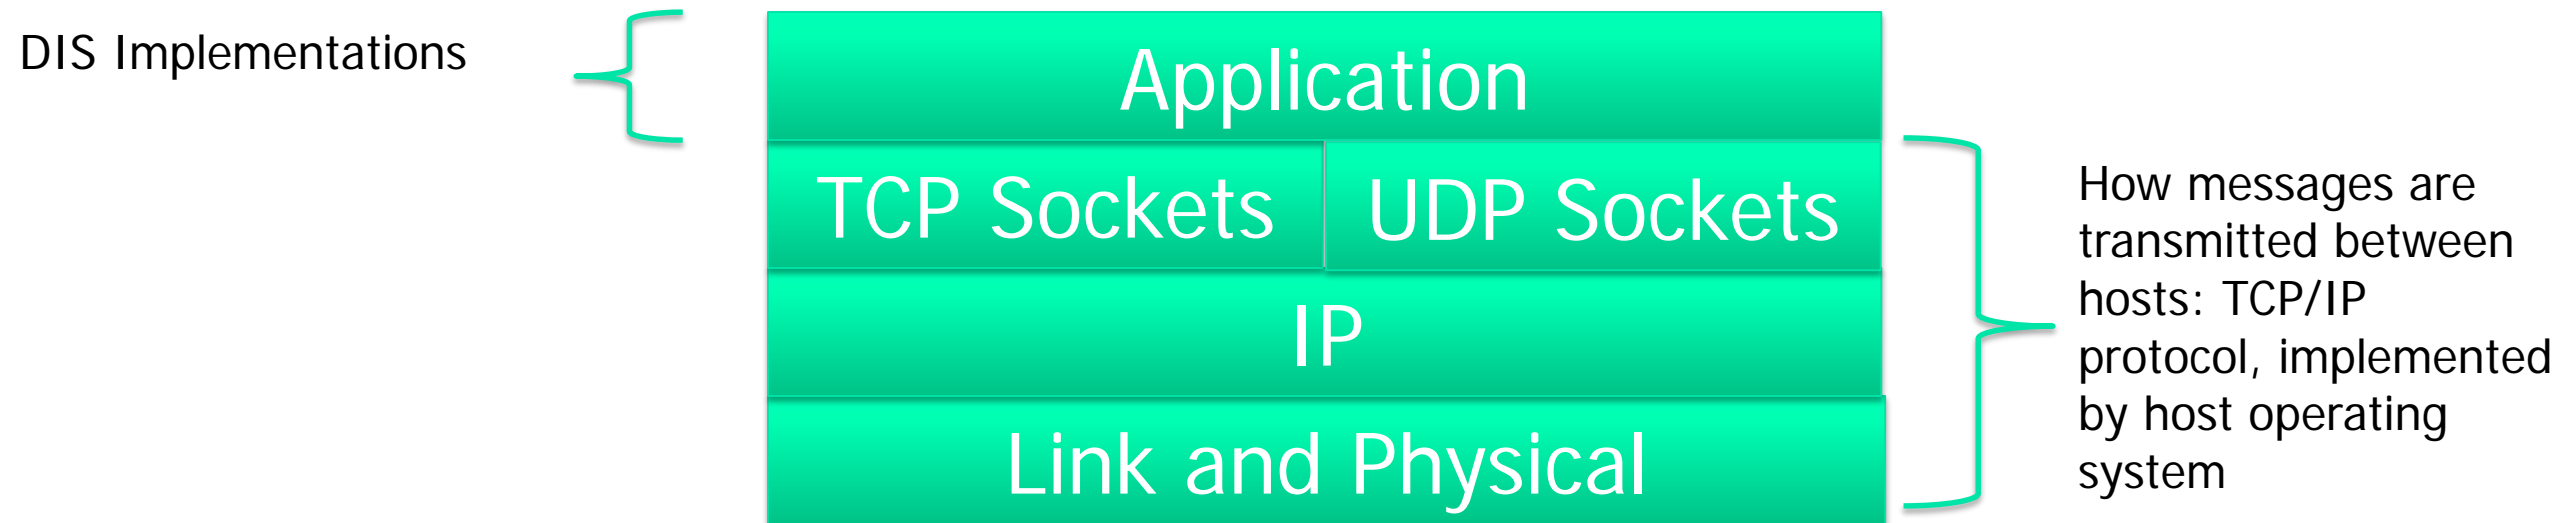 DIS Implementations
Application
TCP Sockets
UDP Sockets
IP
Link and Physical
How messages are
transmitted between
hosts: TCP/IP
protocol, implemented
by host operating
system